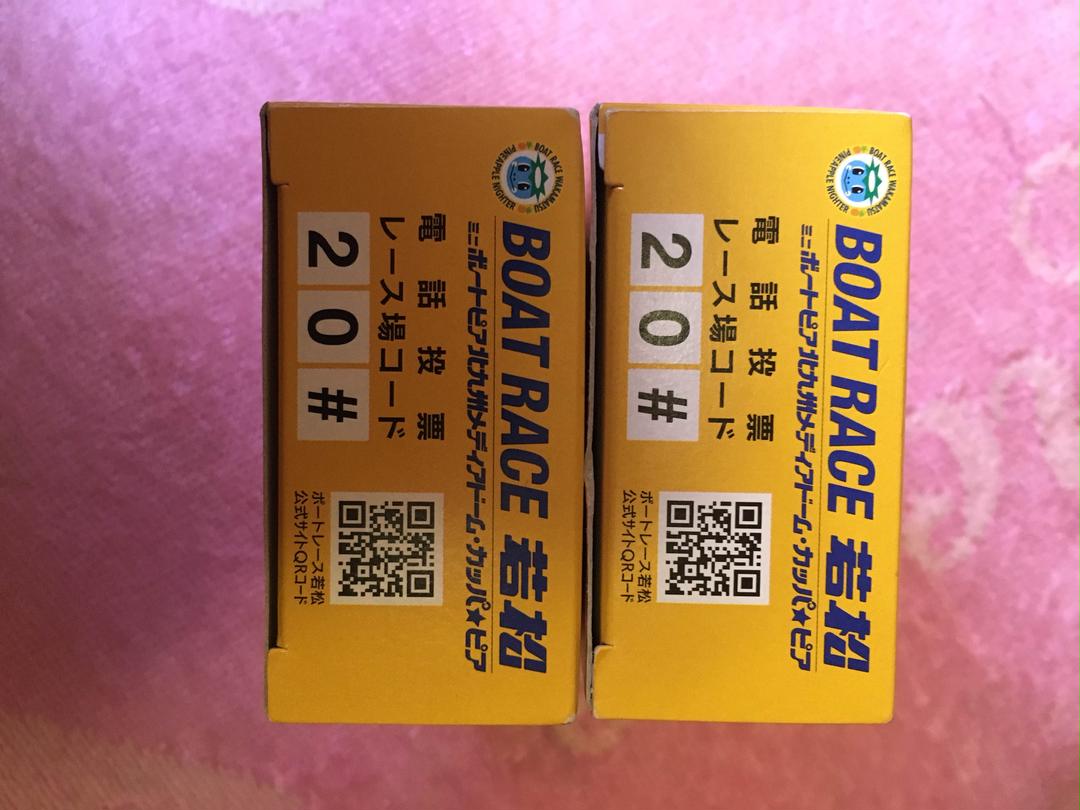 BOAT RACE WAKAMATSU
PINEAPPLE NIGHTER
BOAT RACE 若松
ミニボートピア北九州メディアドーム・カッパ★ピア
電話投票
レース場コード
20#
ボートレース若松
公式サイトQRコード
BOAT RACE WAKAMATSU
PINEAPPLE NIGHTER
BOAT RACE 若松
ミニボートピア北九州メディアドーム・カッパ★ピア
電話投票
レース場コード
20#
ボートレース若松
公式サイトQRコード